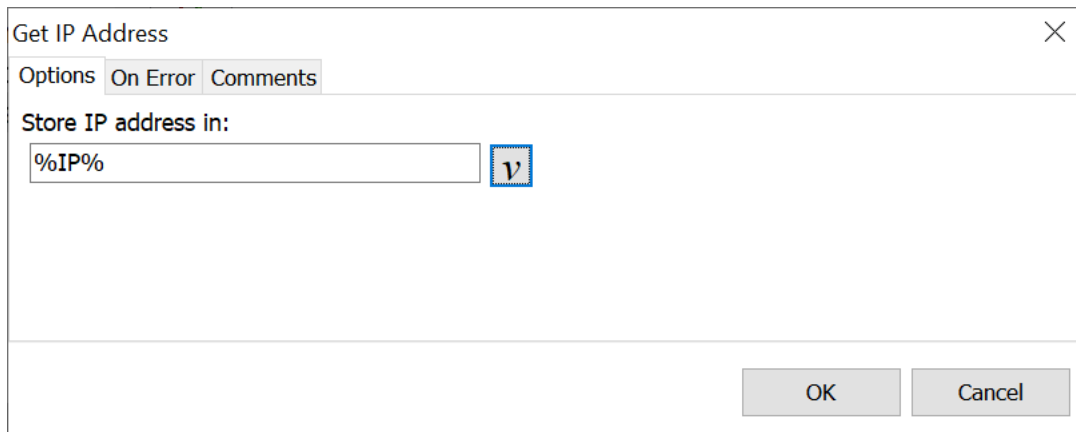 Get IP Address
Options On Error Comments
Store IP address in:
%IP% v
OK Cancel